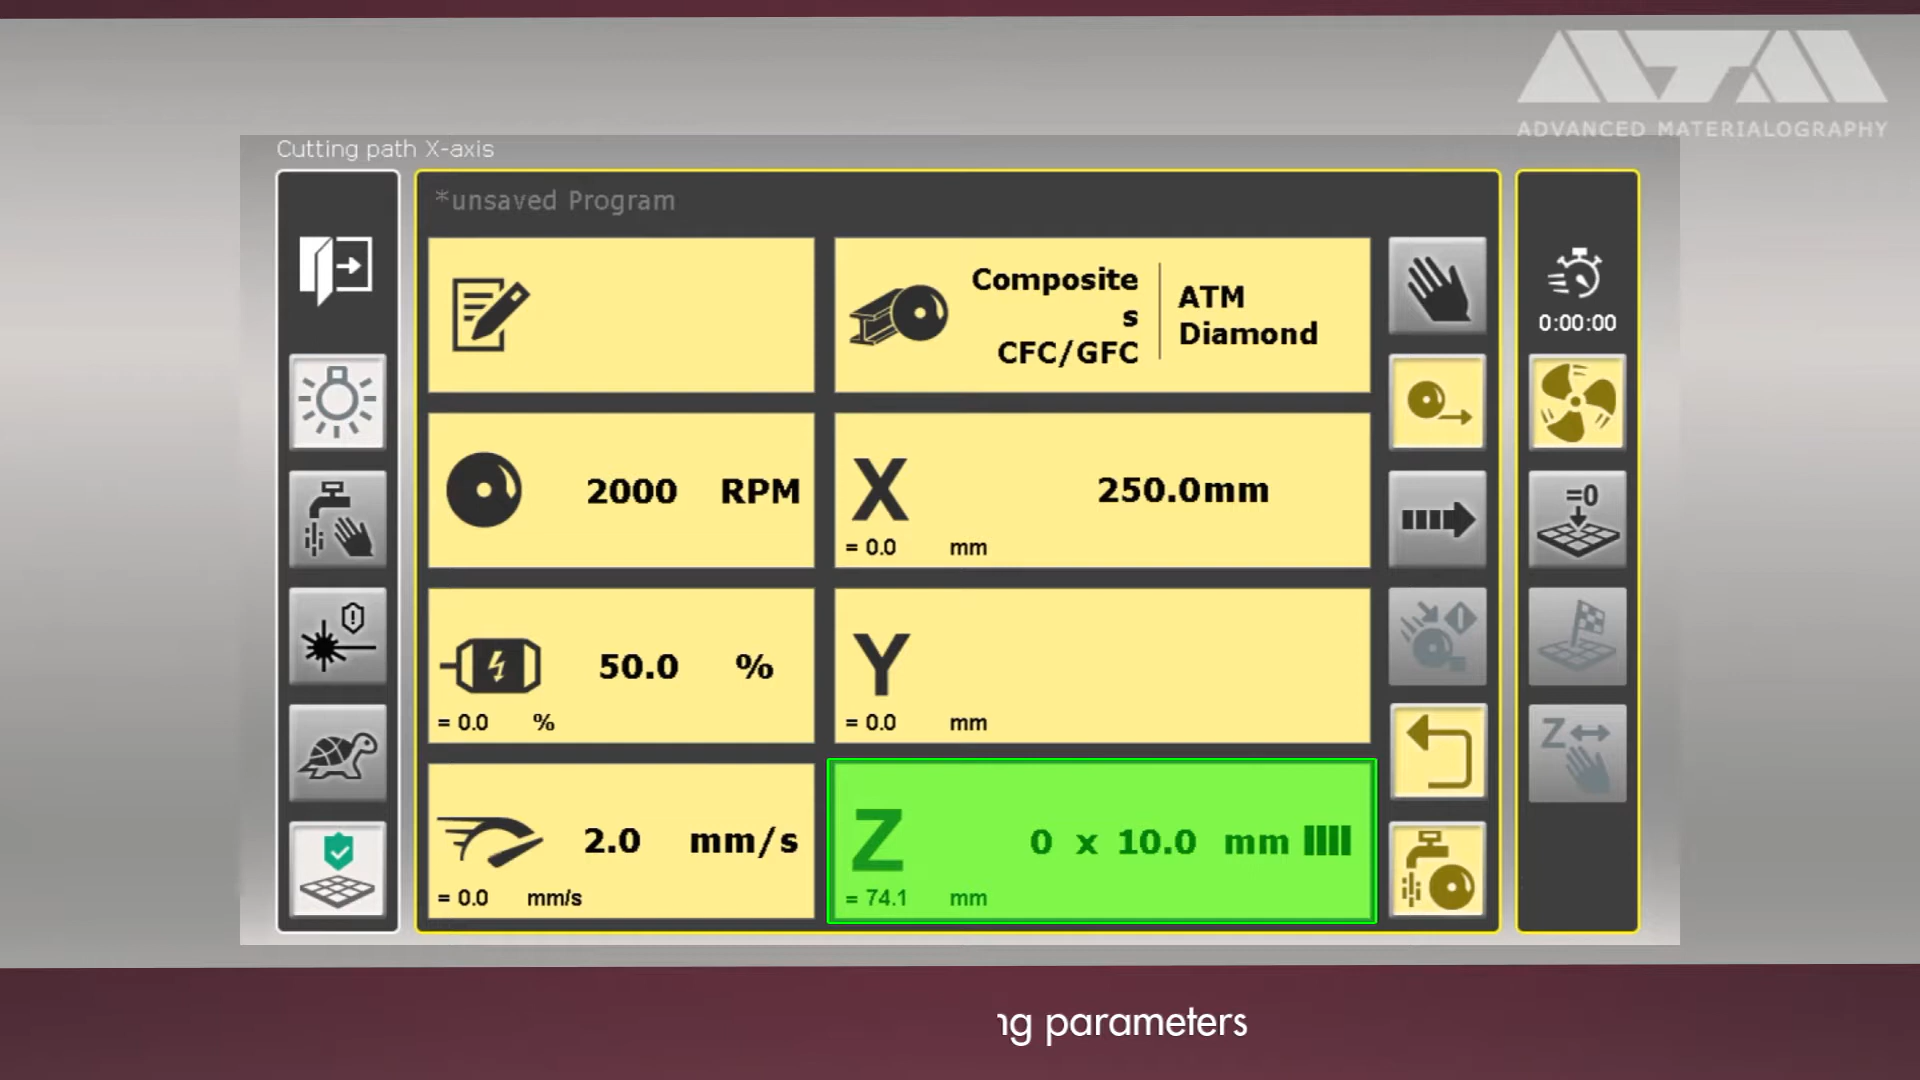 ATM
ADVANCED MATERIALOGRAPHY
Cutting path X-axis
*unsaved Program
Composite
s
CFC/GFC
ATM
Diamond
0:00:00
2000 RPM
X 250.0mm
= 0.0 mm
=0
50.0 %
= 0.0 %
Y
= 0.0 mm
Z
2.0 mm/s
= 0.0 mm/s
Z 0 x 10.0 mm
= 74.1 mm
ng parameters